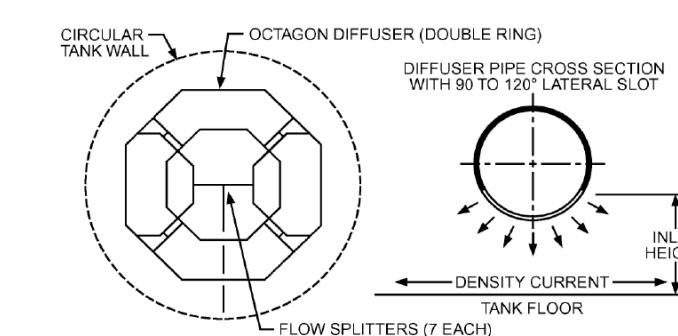 CIRCULAR
TANK WALL
OCTAGON DIFFUSER (DOUBLE RING)
DIFFUSER PIPE CROSS SECTION
WITH 90 TO 120° LATERAL SLOT
DENSITY CURRENT
TANK FLOOR
FLOW SPLITTERS (7 EACH)